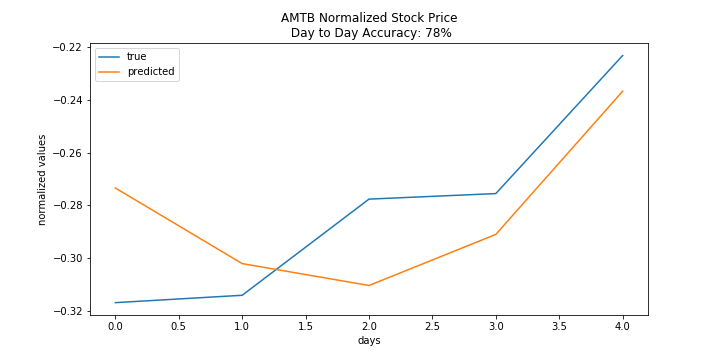 AMTB Normalized Stock Price
Day to Day Accuracy: 78%
true
predicted
normalized values
−0.22
−0.24
−0.26
−0.28
−0.30
−0.32
0.0 0.5 1.0 1.5 2.0 2.5 3.0 3.5 4.0
days